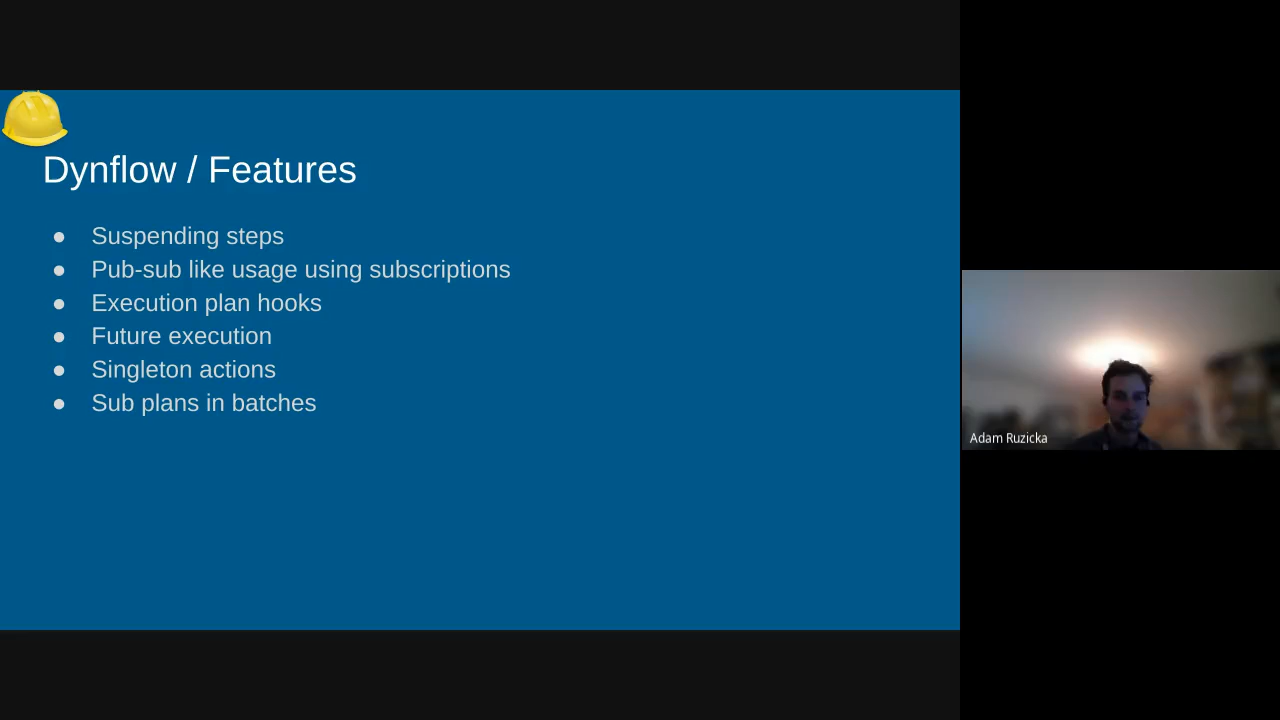 Dynflow / Features
● Suspending steps
● Pub-sub like usage using subscriptions
● Execution plan hooks
● Future execution
● Singleton actions
● Sub plans in batches
Adam Ruzicka